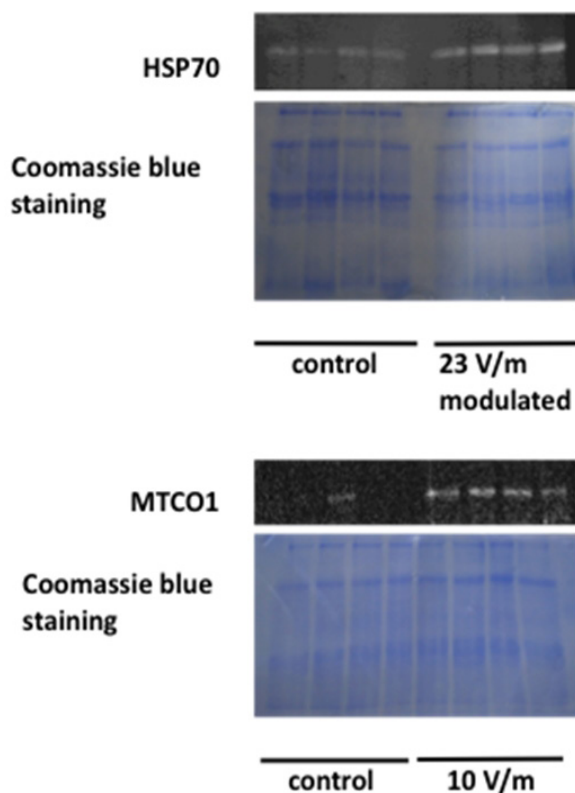 HSP70
Coomassie blue
staining
control
23 V/m
modulated
MTCO1
Coomassie blue
staining
control
10 V/m